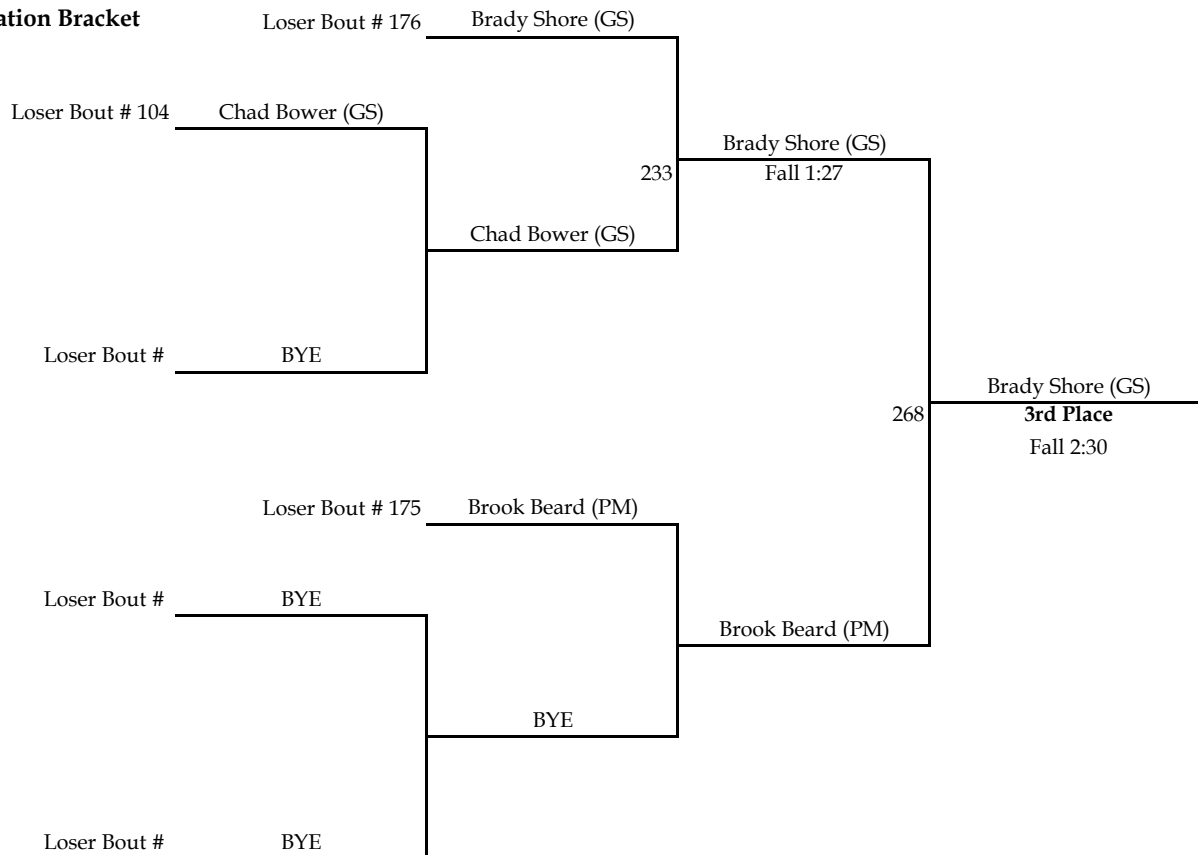 ation Bracket
Loser Bout # 176 Brady Shore (GS)
Loser Bout # 104 Chad Bower (GS)
Brady Shore (GS)
233 Fall 1:27
Chad Bower (GS)
Loser Bout # BYE
Brady Shore (GS)
268 3rd Place
Fall 2:30
Loser Bout # 175 Brook Beard (PM)
Loser Bout # BYE
Brook Beard (PM)
BYE
Loser Bout # BYE